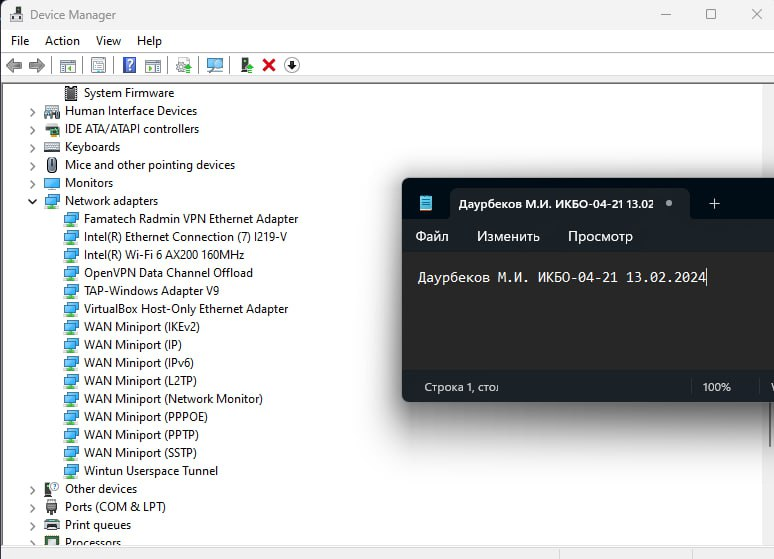 Device Manager
File Action View Help
System Firmware
Human Interface Devices
IDE ATA/ATAPI controllers
Keyboards
Mice and other pointing devices
Monitors
Network adapters
Famatech Radmin VPN Ethernet Adapter
Intel(R) Ethernet Connection (7) I219-V
Intel(R) Wi-Fi 6 AX200 160MHz
OpenVPN Data Channel Offload
TAP-Windows Adapter V9
VirtualBox Host-Only Ethernet Adapter
WAN Miniport (IKEv2)
WAN Miniport (IP)
WAN Miniport (IPv6)
WAN Miniport (L2TP)
WAN Miniport (Network Monitor)
WAN Miniport (PPPOE)
WAN Miniport (PPTP)
WAN Miniport (SSTP)
Wintun Userspace Tunnel
Other devices
Ports (COM & LPT)
Print queues
Processors
Даурбеков М.И. ИКБО-04-21 13.02
Файл Изменить Просмотр
Даурбеков М.И. ИКБО-04-21 13.02.2024
Строка 1, стол 100%